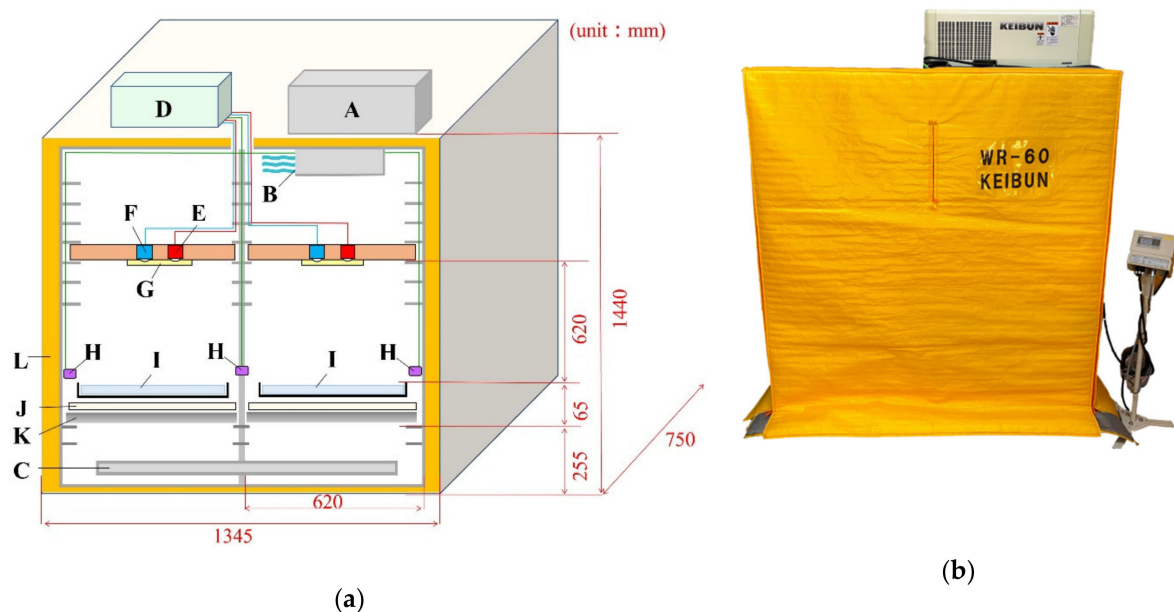 (unit : mm)
D
A
B
F
E
G
H
H
H
L
I
I
J
K
C
620
1440
65
255
750
620
1345
(a)
KEIBUN
WR-60
KEIBUN
(b)